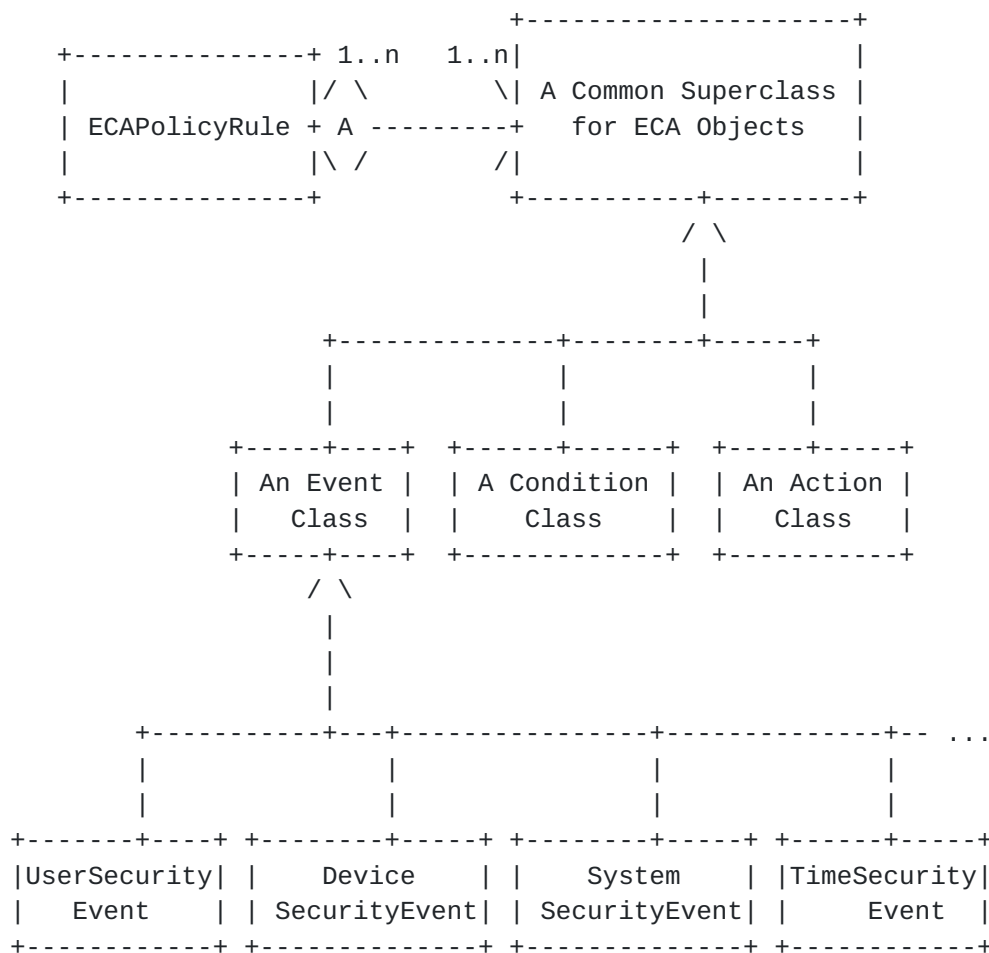 +----------------------+
    +---------------+ 1..n   1..n|                      |
    |               |/ \        \| A Common Superclass  |
    | ECAPolicyRule + A ---------+   for ECA Objects    |
    |               |\ /        /|                      |
    +---------------+            +-----------+----------+
                                            / \
                                             |
                                             |
                     +--------------+--------+------+
                     |              |               |
                     |              |               |
               +-----+----+  +------+------+  +-----+-----+
               | An Event |  | A Condition |  | An Action |
               |   Class  |  |    Class    |  |   Class   |
               +-----+----+  +-------------+  +-----------+
                    / \
                     |
                     |
                     |
         +-----------+---+----------------+--------------+-- ...
         |               |                |              |
         |               |                |              |
 +-------+----+ +--------+-----+ +--------+-----+ +------+-----+
 |UserSecurity| |    Device    | |    System    | |TimeSecurity|
 |   Event    | | SecurityEvent| | SecurityEvent| |     Event  |
 +------------+ +--------------+ +--------------+ +------------+